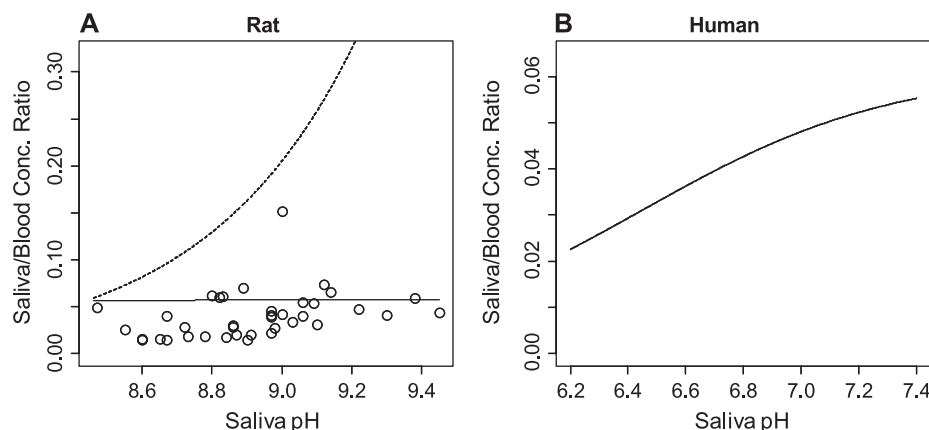 A
Rat
Saliva/Blood Conc. Ratio
0.30
0.20
0.10
0.00
8.6 8.8 9.0 9.2 9.4
Saliva pH
B
Human
Saliva/Blood Conc. Ratio
0.06
0.04
0.02
0.00
6.2 6.4 6.6 6.8 7.0 7.2 7.4
Saliva pH